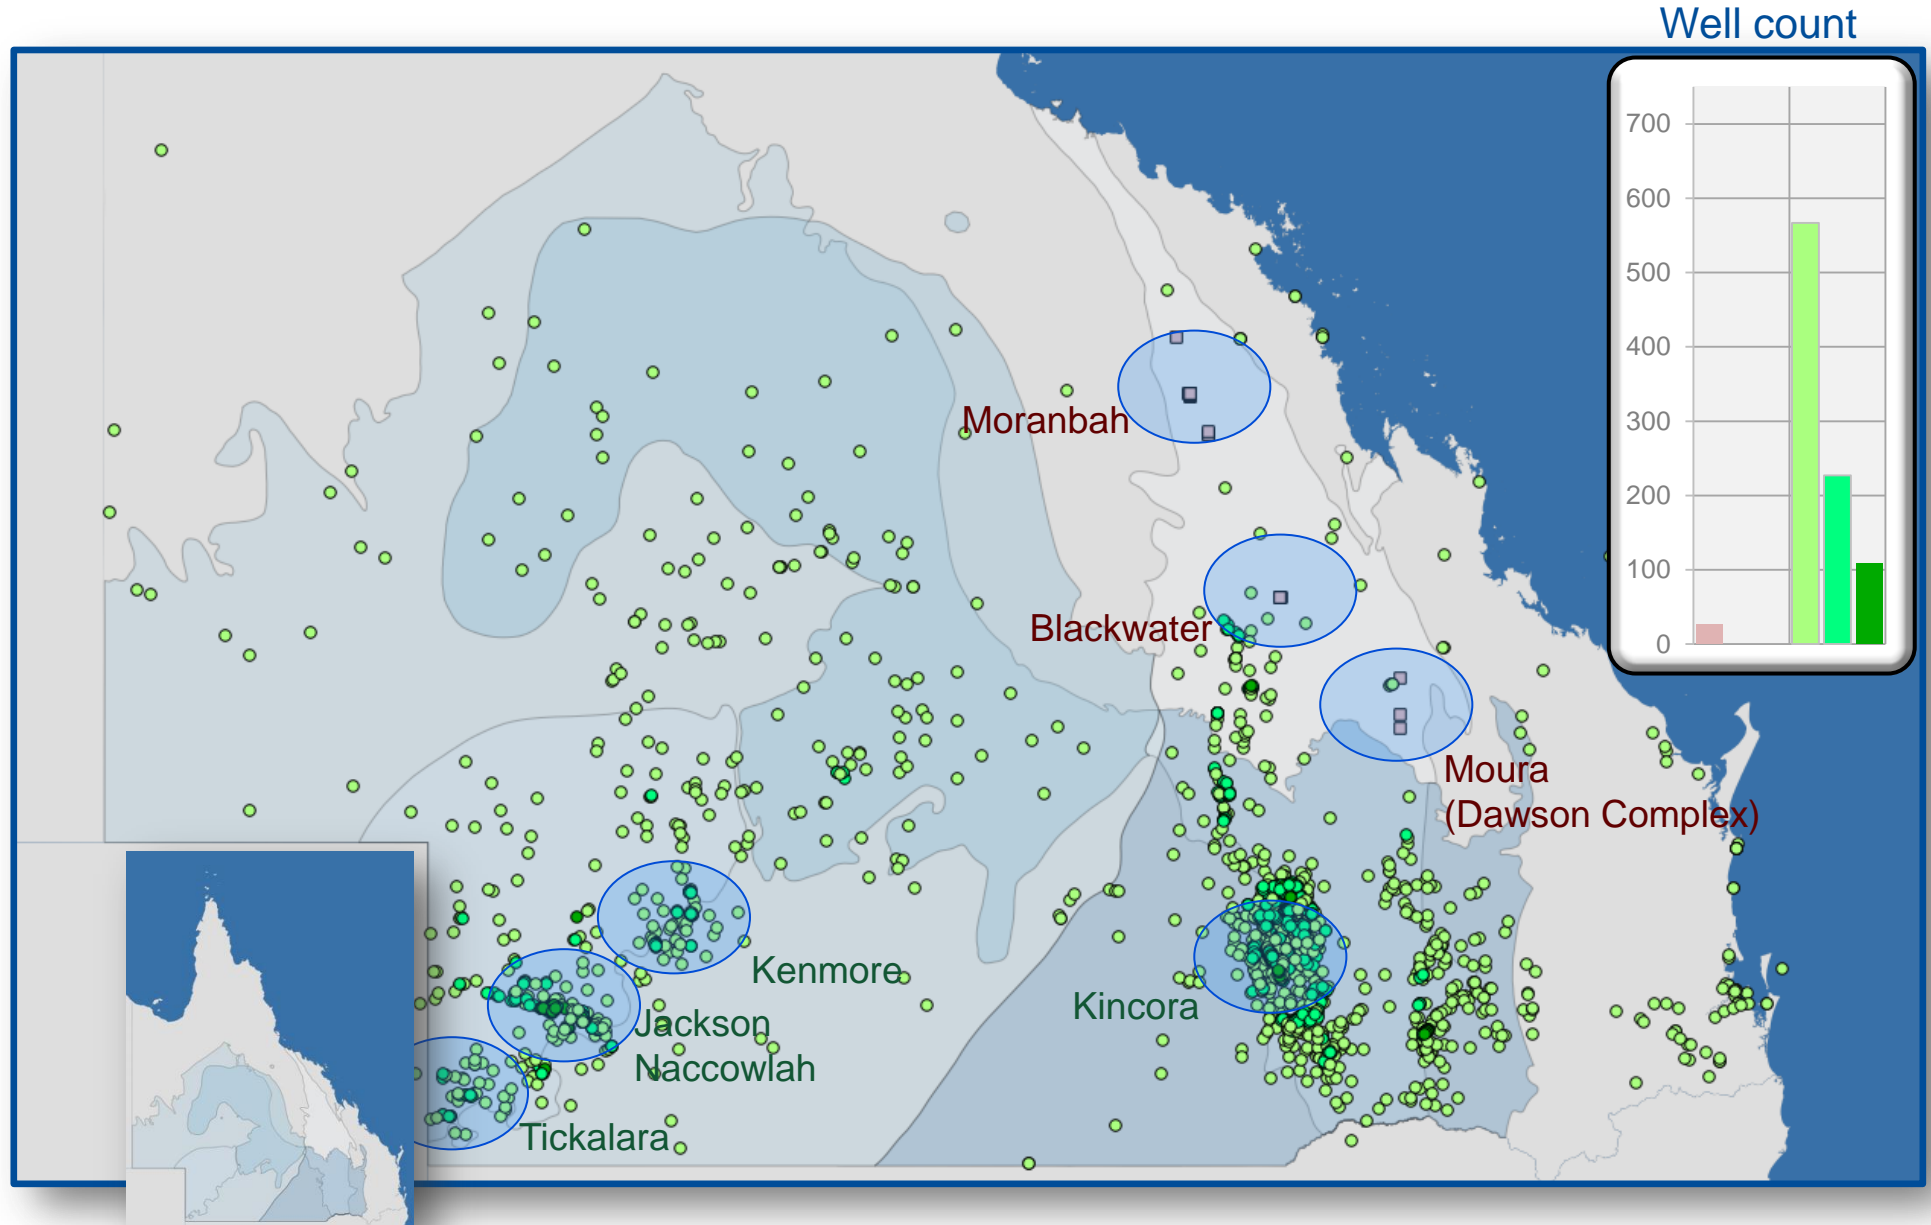 Well count
700
600
500
400
300
200
100
0
Moranbah
Blackwater
Moura
(Dawson Complex)
Kenmore
Kincora
Jackson
Naccowlah
Tickalara